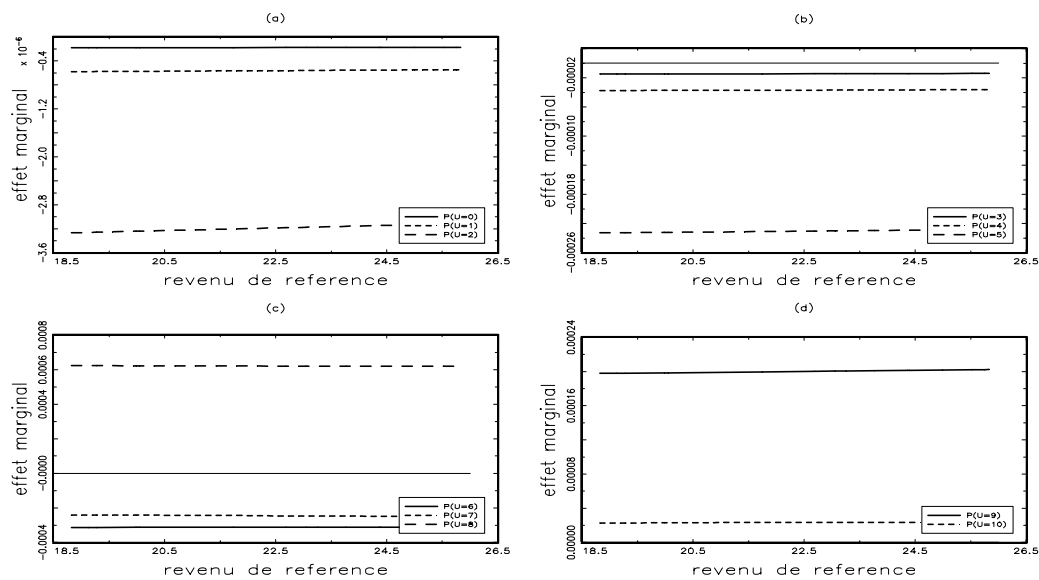 (a)
× 10⁻⁶
effet marginal
-0.4
-1.2
-2.0
-2.8
-3.6
P(U=0)
P(U=1)
P(U=2)
18.5 20.5 22.5 24.5 26.5
revenu de reference
(b)
effet marginal
-0.00002
-0.00010
-0.00018
-0.00026
P(U=3)
P(U=4)
P(U=5)
18.5 20.5 22.5 24.5 26.5
revenu de reference
(c)
effet marginal
0.0008
0.0006
0.0004
-0.0000
-0.0004
P(U=6)
P(U=7)
P(U=8)
18.5 20.5 22.5 24.5 26.5
revenu de reference
(d)
effet marginal
0.00024
0.00016
0.00008
0.00000
P(U=9)
P(U=10)
18.5 20.5 22.5 24.5 26.5
revenu de reference